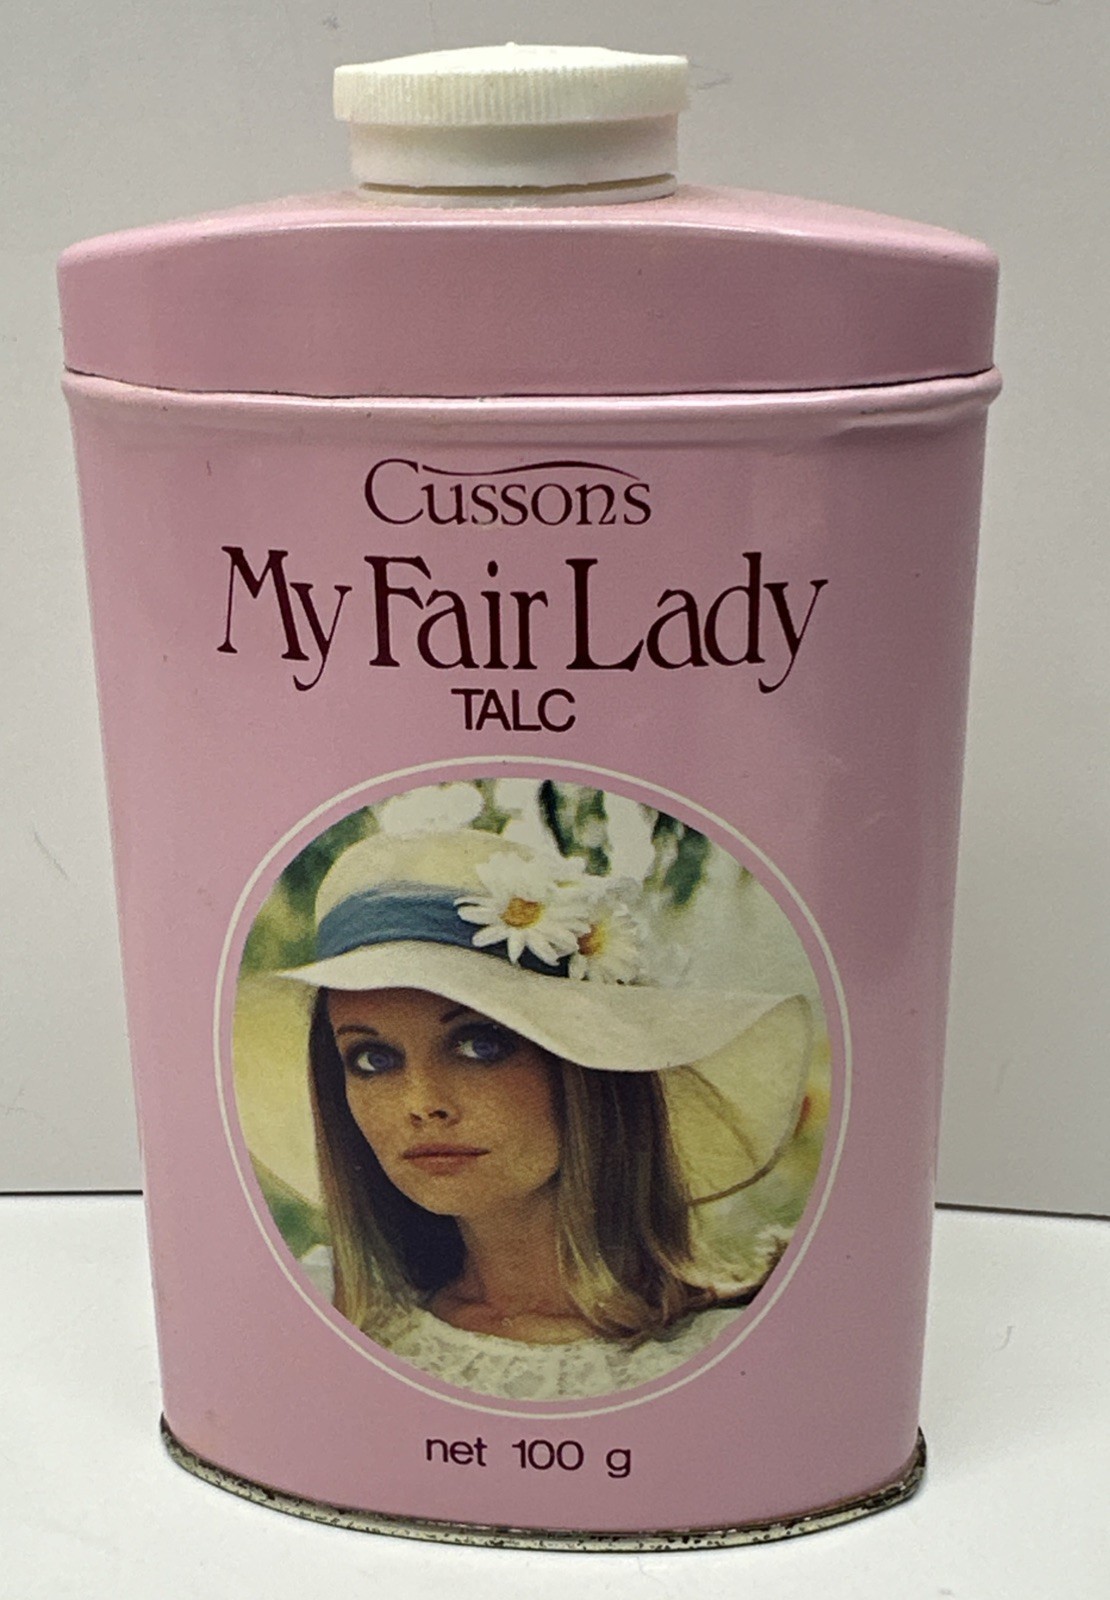 Cussons
My Fair Lady
TALC
net 100 g